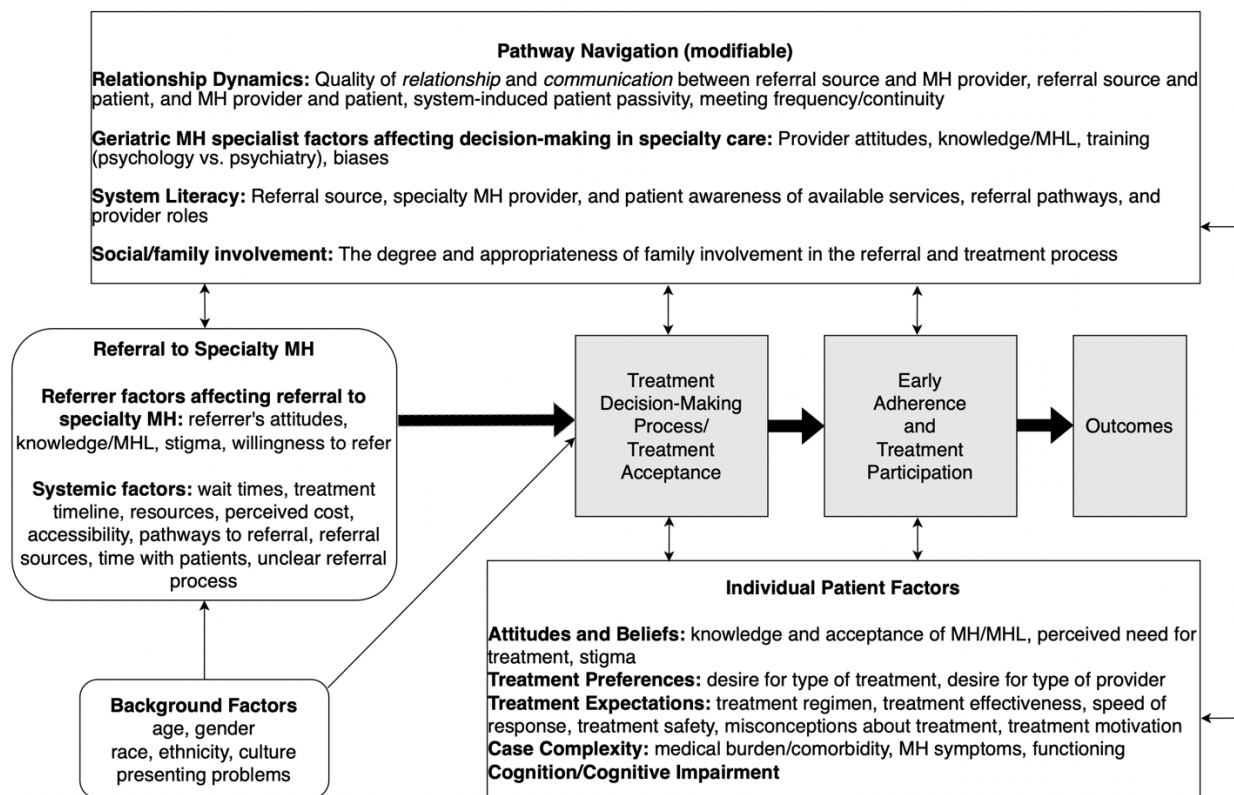 Pathway Navigation (modifiable)
Relationship Dynamics: Quality of relationship and communication between referral source and MH provider, referral source and
patient, and MH provider and patient, system-induced patient passivity, meeting frequency/continuity
Geriatric MH specialist factors affecting decision-making in specialty care: Provider attitudes, knowledge/MHL, training
(psychology vs. psychiatry), biases
System Literacy: Referral source, specialty MH provider, and patient awareness of available services, referral pathways, and
provider roles
Social/family involvement: The degree and appropriateness of family involvement in the referral and treatment process
Referral to Specialty MH
Referrer factors affecting referral to
specialty MH: referrer's attitudes,
knowledge/MHL, stigma, willingness to refer
Systemic factors: wait times, treatment
timeline, resources, perceived cost,
accessibility, pathways to referral, referral
sources, time with patients, unclear referral
process
Treatment
Decision-Making
Process/
Treatment
Acceptance
Early
Adherence
and
Treatment
Participation
Outcomes
Background Factors
age, gender
race, ethnicity, culture
presenting problems
Individual Patient Factors
Attitudes and Beliefs: knowledge and acceptance of MH/MHL, perceived need for
treatment, stigma
Treatment Preferences: desire for type of treatment, desire for type of provider
Treatment Expectations: treatment regimen, treatment effectiveness, speed of
response, treatment safety, misconceptions about treatment, treatment motivation
Case Complexity: medical burden/comorbidity, MH symptoms, functioning
Cognition/Cognitive Impairment